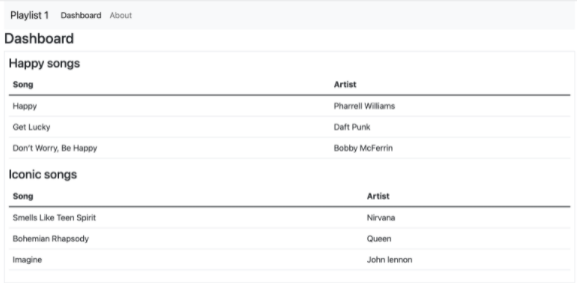 Playlist 1 Dashboard About
Dashboard
Happy songs
Song Artist
Happy Pharrell Williams
Get Lucky Daft Punk
Don't Worry, Be Happy Bobby McFerrin
Iconic songs
Song Artist
Smells Like Teen Spirit Nirvana
Bohemian Rhapsody Queen
Imagine John lennon